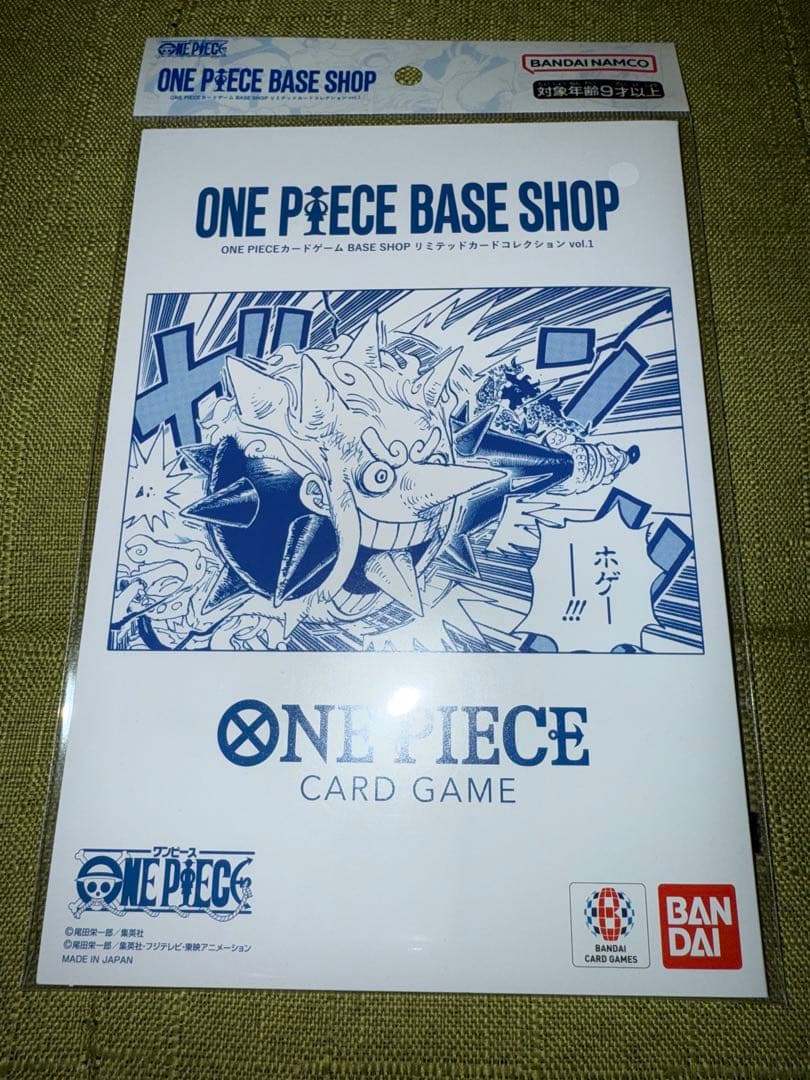 ONE PIECE
BANDAI NAMCO
ONE PIECE BASE SHOP
ONE PIECEカードゲーム BASE SHOP リミテッドカードコレクション vol.1
対象年齢9才以上
ONE PIECE BASE SHOP
ONE PIECEカードゲーム BASE SHOP リミテッドカードコレクション vol.1
ホゲー
ー!!!
ONE PIECE
CARD GAME
ワンピース
ONE PIECE
©尾田栄一郎/集英社
©尾田栄一郎/集英社・フジテレビ・東映アニメーション
MADE IN JAPAN
B
BANDAI
CARD GAMES
BAN
DAI